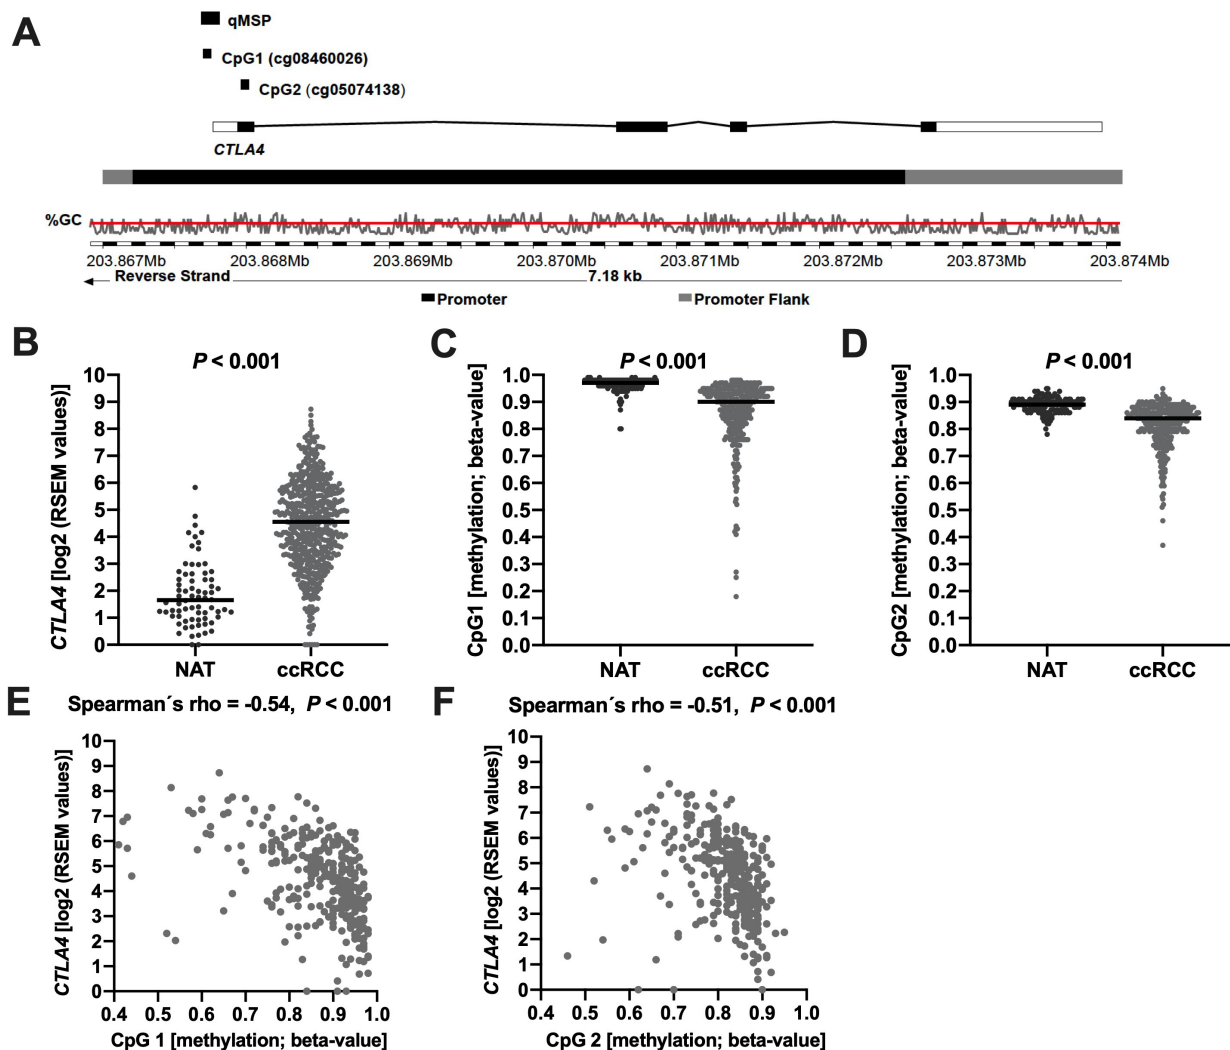 A
qMSP
CpG1 (cg08460026)
CpG2 (cg05074138)
CTLA4
%GC
203.867Mb 203.868Mb 203.869Mb 203.870Mb 203.871Mb 203.872Mb 203.873Mb 203.874Mb
Reverse Strand 7.18 kb
Promoter Promoter Flank
B
P < 0.001
CTLA4 [log2 (RSEM values)]
10
9
8
7
6
5
4
3
2
1
0
NAT ccRCC
C
P < 0.001
CpG1 [methylation; beta-value]
1.0
0.9
0.8
0.7
0.6
0.5
0.4
0.3
0.2
0.1
0.0
NAT ccRCC
D
P < 0.001
CpG2 [methylation; beta-value]
1.0
0.9
0.8
0.7
0.6
0.5
0.4
0.3
0.2
0.1
0.0
NAT ccRCC
E
Spearman´s rho = -0.54, P < 0.001
CTLA4 [log2 (RSEM values)]
10
9
8
7
6
5
4
3
2
1
0
0.4 0.5 0.6 0.7 0.8 0.9 1.0
CpG 1 [methylation; beta-value]
F
Spearman´s rho = -0.51, P < 0.001
CTLA4 [log2 (RSEM values)]
10
9
8
7
6
5
4
3
2
1
0
0.4 0.5 0.6 0.7 0.8 0.9 1.0
CpG 2 [methylation; beta-value]